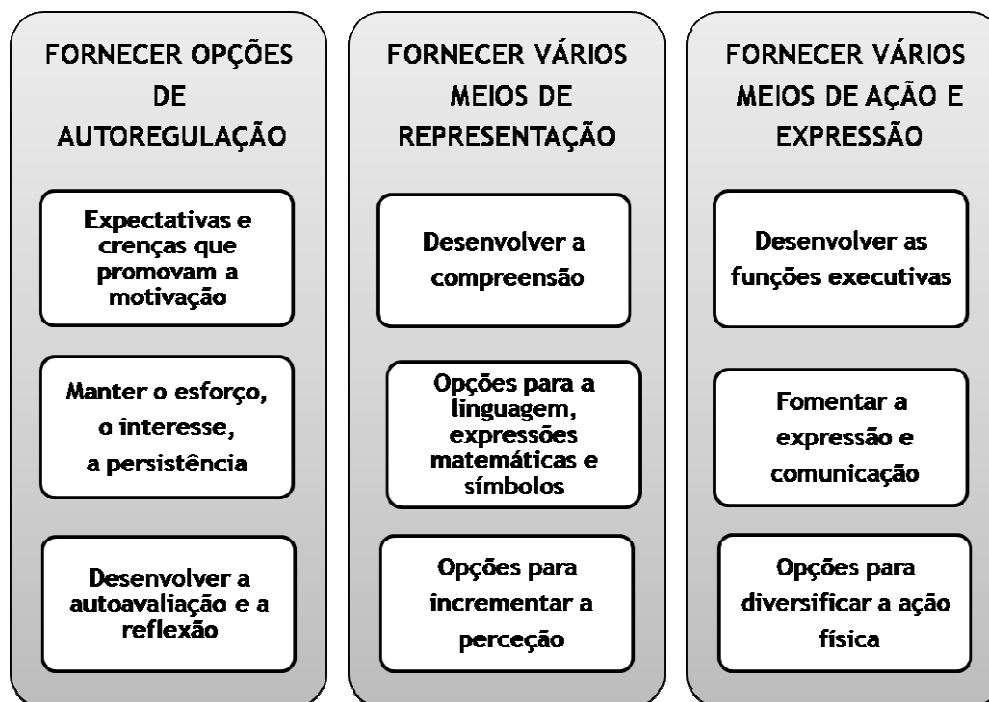 FORNECER OPÇÕES
DE
AUTOREGULAÇÃO
Expectativas e
crenças que
promovam a
motivação
Manter o esforço,
o interesse,
a persistência
Desenvolver a
autoavaliação e a
reflexão
FORNECER VÁRIOS
MEIOS DE
REPRESENTAÇÃO
Desenvolver a
compreensão
Opções para a
linguagem,
expressões
matemáticas e
símbolos
Opções para
incrementar a
perceção
FORNECER VÁRIOS
MEIOS DE AÇÃO E
EXPRESSÃO
Desenvolver as
funções executivas
Fomentar a
expressão e
comunicação
Opções para
diversificar a ação
física